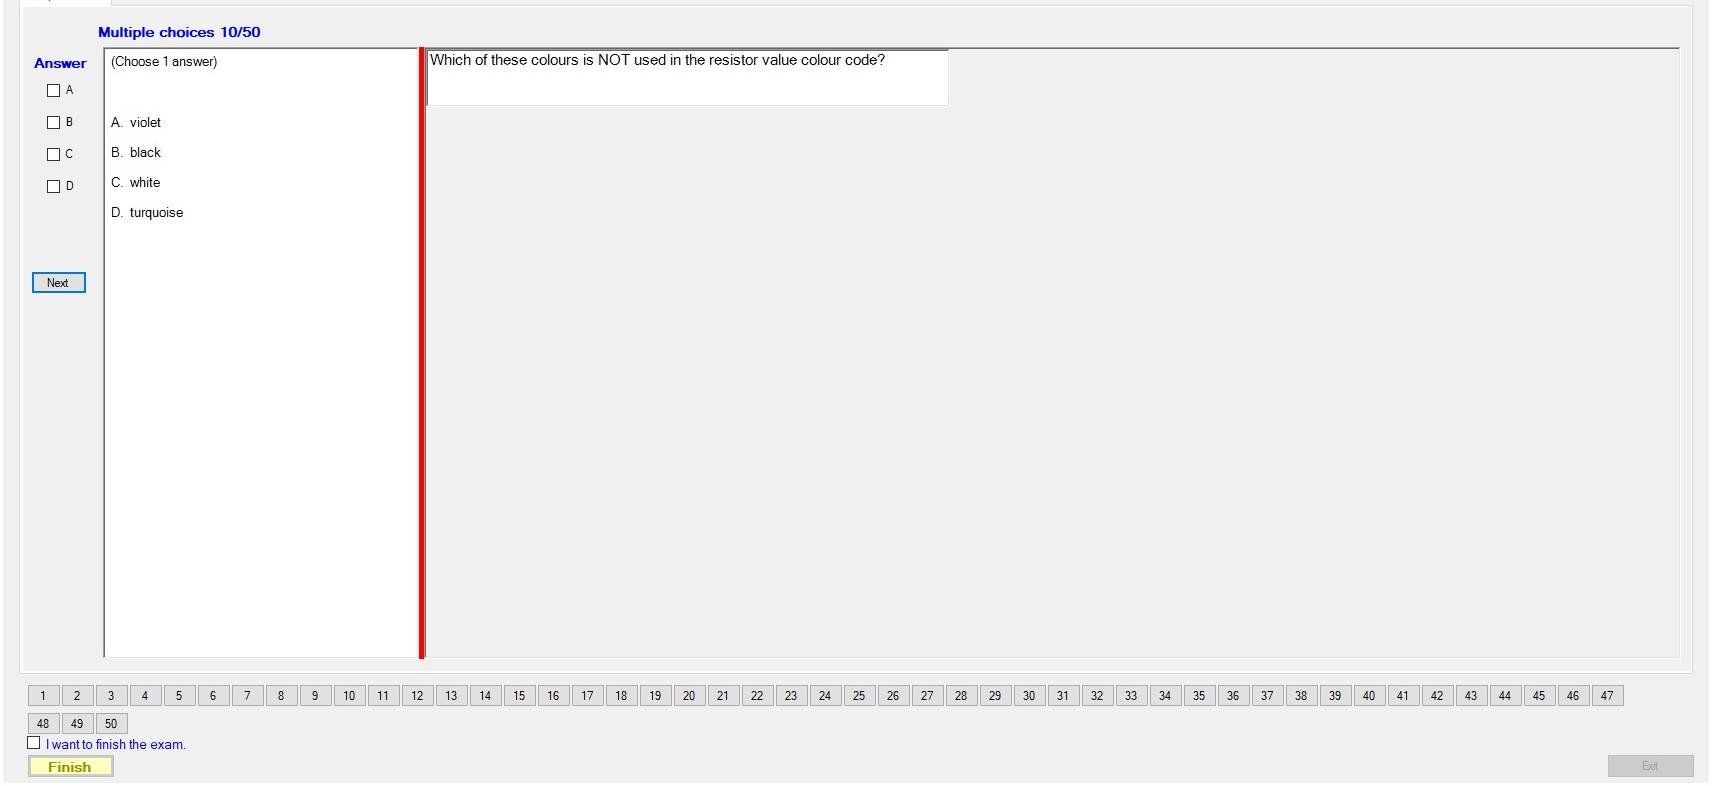 Multiple choices 10/50
Answer
(Choose 1 answer)
Which of these colours is NOT used in the resistor value colour code?
A
B
C
D
A. violet
B. black
C. white
D. turquoise
Next
1 2 3 4 5 6 7 8 9 10 11 12 13 14 15 16 17 18 19 20 21 22 23 24 25 26 27 28 29 30 31 32 33 34 35 36 37 38 39 40 41 42 43 44 45 46 47
48 49 50
I want to finish the exam.
Finish
Exit